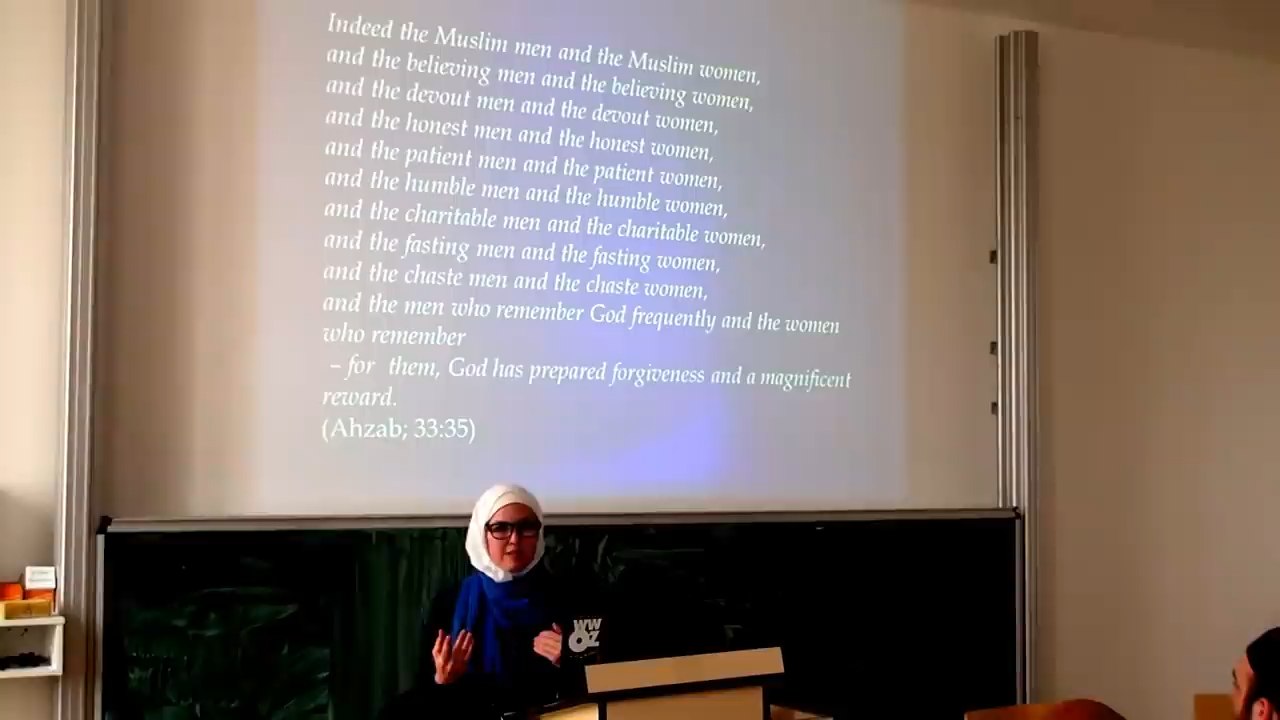 Indeed the Muslim men and the Muslim women,
and the believing men and the believing women,
and the devout men and the devout women,
and the honest men and the honest women,
and the patient men and the patient women,
and the humble men and the humble women,
and the charitable men and the charitable women,
and the fasting men and the fasting women,
and the chaste men and the chaste women,
and the men who remember God frequently and the women
who remember
– for them, God has prepared forgiveness and a magnificent
reward.
(Ahzab; 33:35)
WW
ÖZ